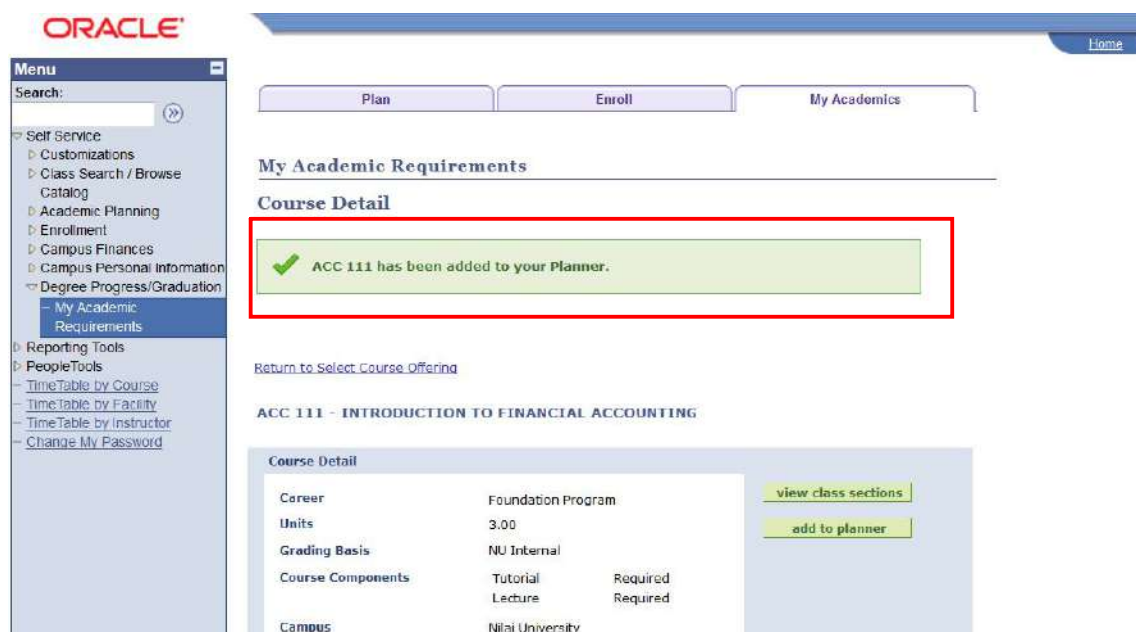 ORACLE'
Home
Menu
Search:
Self Service
Customizations
Class Search / Browse
Catalog
Academic Planning
Enrollment
Campus Finances
Campus Personal Information
Degree Progress/Graduation
My Academic
Requirements
Reporting Tools
PeopleTools
TimeTable by Course
TimeTable by Facility
TimeTable by Instructor
Change My Password
Plan
Enroll
My Academics
My Academic Requirements
Course Detail
ACC 111 has been added to your Planner.
Return to Select Course Offering
ACC 111 - INTRODUCTION TO FINANCIAL ACCOUNTING
Course Detail
Career Foundation Program
view class sections
Units 3.00
add to planner
Grading Basis NU Internal
Course Components Tutorial Required
Lecture Required
Campus Nilai University